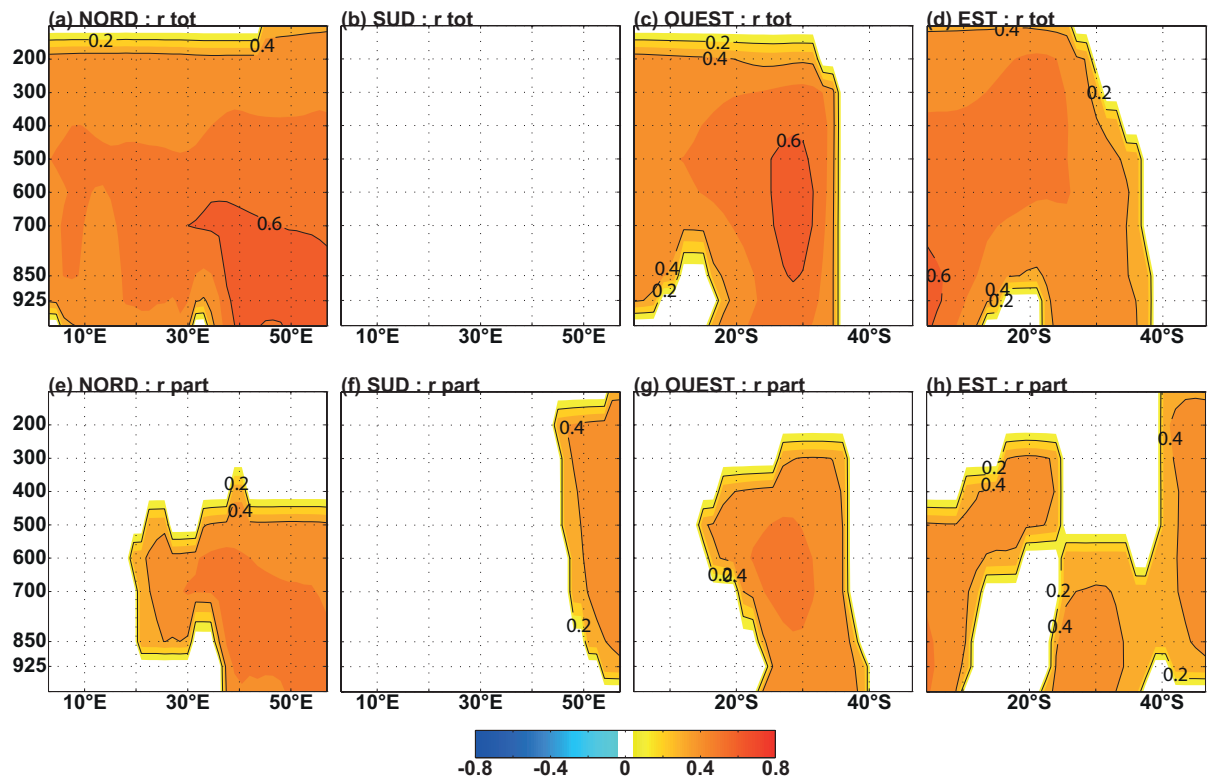 (a) NORD : r tot
(b) SUD : r tot
(c) OUEST : r tot
(d) EST : r tot
200
300
400
500
600
700
850
925
0.2
0.4
0.6
0.2
0.4
0.6
0.4
0.2
0.4
0.2
0.6
0.4
0.2
10°E 30°E 50°E
10°E 30°E 50°E
20°S 40°S
20°S 40°S
(e) NORD : r part
(f) SUD : r part
(g) OUEST : r part
(h) EST : r part
200
300
400
500
600
700
850
925
0.2
0.4
0.4
0.2
0.2
0.4
0.4
0.2
0.4
0.2
0.4
0.2
10°E 30°E 50°E
10°E 30°E 50°E
20°S 40°S
20°S 40°S
-0.8 -0.4 0 0.4 0.8